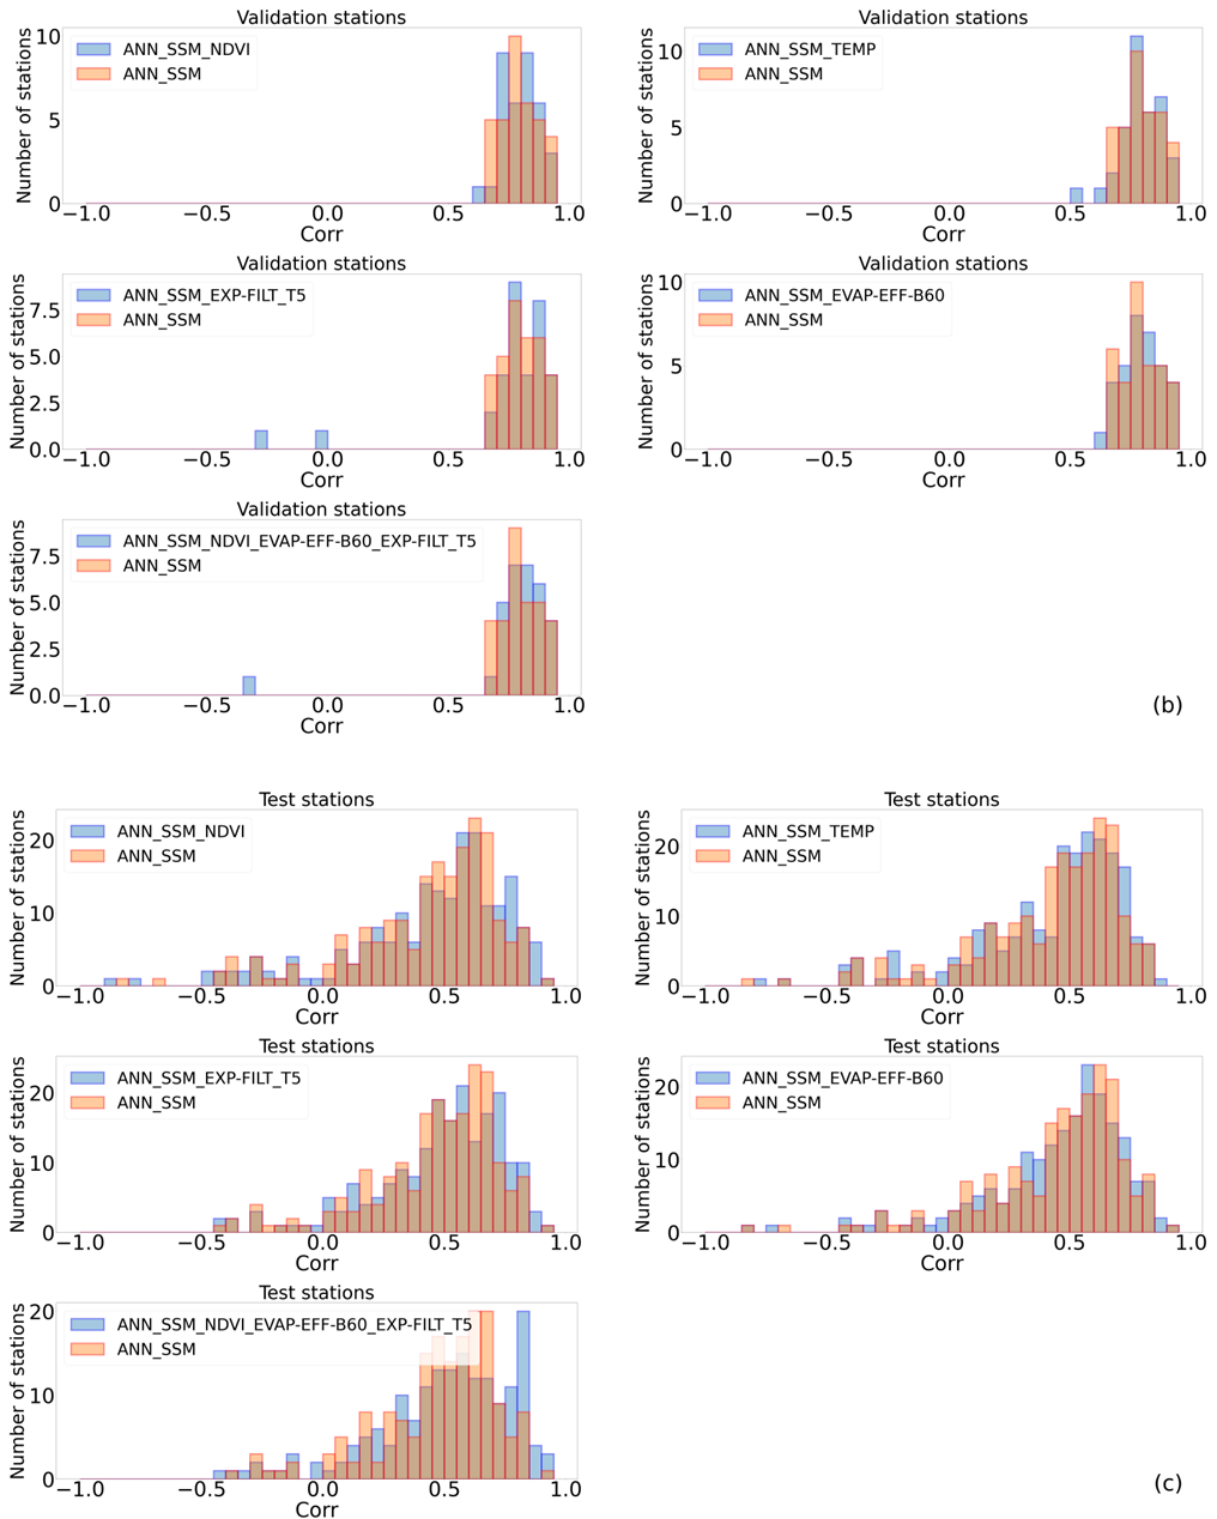 Validation stations
Number of stations
10
5
0
ANN_SSM_NDVI
ANN_SSM
−1.0 −0.5 0.0 0.5 1.0
Corr
Validation stations
Number of stations
10
5
0
ANN_SSM_TEMP
ANN_SSM
−1.0 −0.5 0.0 0.5 1.0
Corr
Validation stations
Number of stations
7.5
5.0
2.5
0.0
ANN_SSM_EXP-FILT_T5
ANN_SSM
−1.0 −0.5 0.0 0.5 1.0
Corr
Validation stations
Number of stations
10
5
0
ANN_SSM_EVAP-EFF-B60
ANN_SSM
−1.0 −0.5 0.0 0.5 1.0
Corr
Validation stations
Number of stations
7.5
5.0
2.5
0.0
ANN_SSM_NDVI_EVAP-EFF-B60_EXP-FILT_T5
ANN_SSM
−1.0 −0.5 0.0 0.5 1.0
Corr
(b)
Test stations
Number of stations
20
10
0
ANN_SSM_NDVI
ANN_SSM
−1.0 −0.5 0.0 0.5 1.0
Corr
Test stations
Number of stations
20
10
0
ANN_SSM_TEMP
ANN_SSM
−1.0 −0.5 0.0 0.5 1.0
Corr
Test stations
Number of stations
20
10
0
ANN_SSM_EXP-FILT_T5
ANN_SSM
−1.0 −0.5 0.0 0.5 1.0
Corr
Test stations
Number of stations
20
10
0
ANN_SSM_EVAP-EFF-B60
ANN_SSM
−1.0 −0.5 0.0 0.5 1.0
Corr
Test stations
Number of stations
20
10
0
ANN_SSM_NDVI_EVAP-EFF-B60_EXP-FILT_T5
ANN_SSM
−1.0 −0.5 0.0 0.5 1.0
Corr
(c)